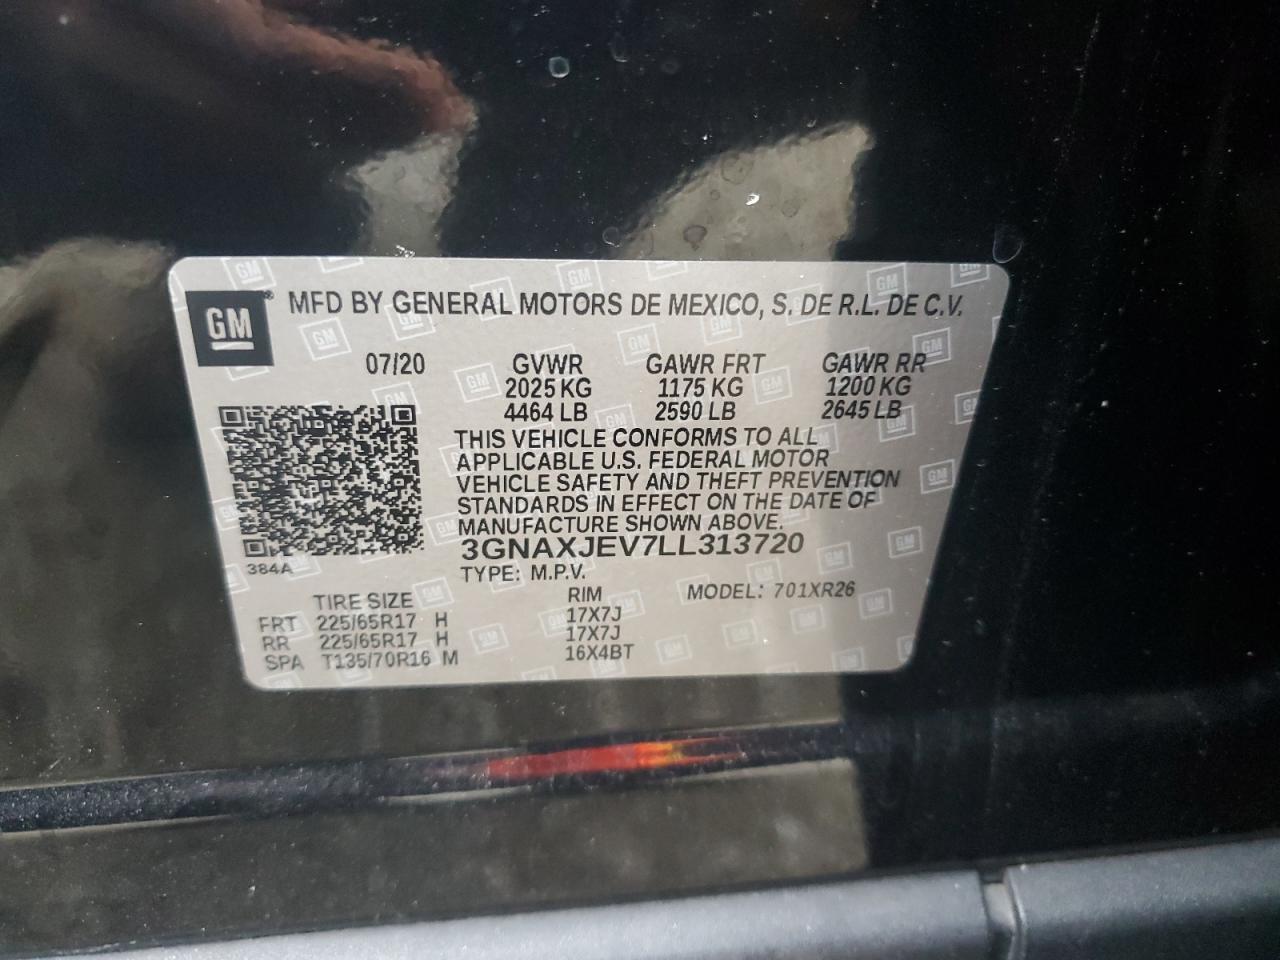 GM® MFD BY GENERAL MOTORS DE MEXICO, S. DE R.L. DE C.V.
07/20 GVWR GAWR FRT GAWR RR
2025 KG 1175 KG 1200 KG
4464 LB 2590 LB 2645 LB
THIS VEHICLE CONFORMS TO ALL
APPLICABLE U.S. FEDERAL MOTOR
VEHICLE SAFETY AND THEFT PREVENTION
STANDARDS IN EFFECT ON THE DATE OF
MANUFACTURE SHOWN ABOVE.
3GNAXJEV7LL313720
384A TYPE: M.P.V.
TIRE SIZE RIM MODEL: 701XR26
FRT 225/65R17 H 17X7J
RR 225/65R17 H 17X7J
SPA T135/70R16 M 16X4BT